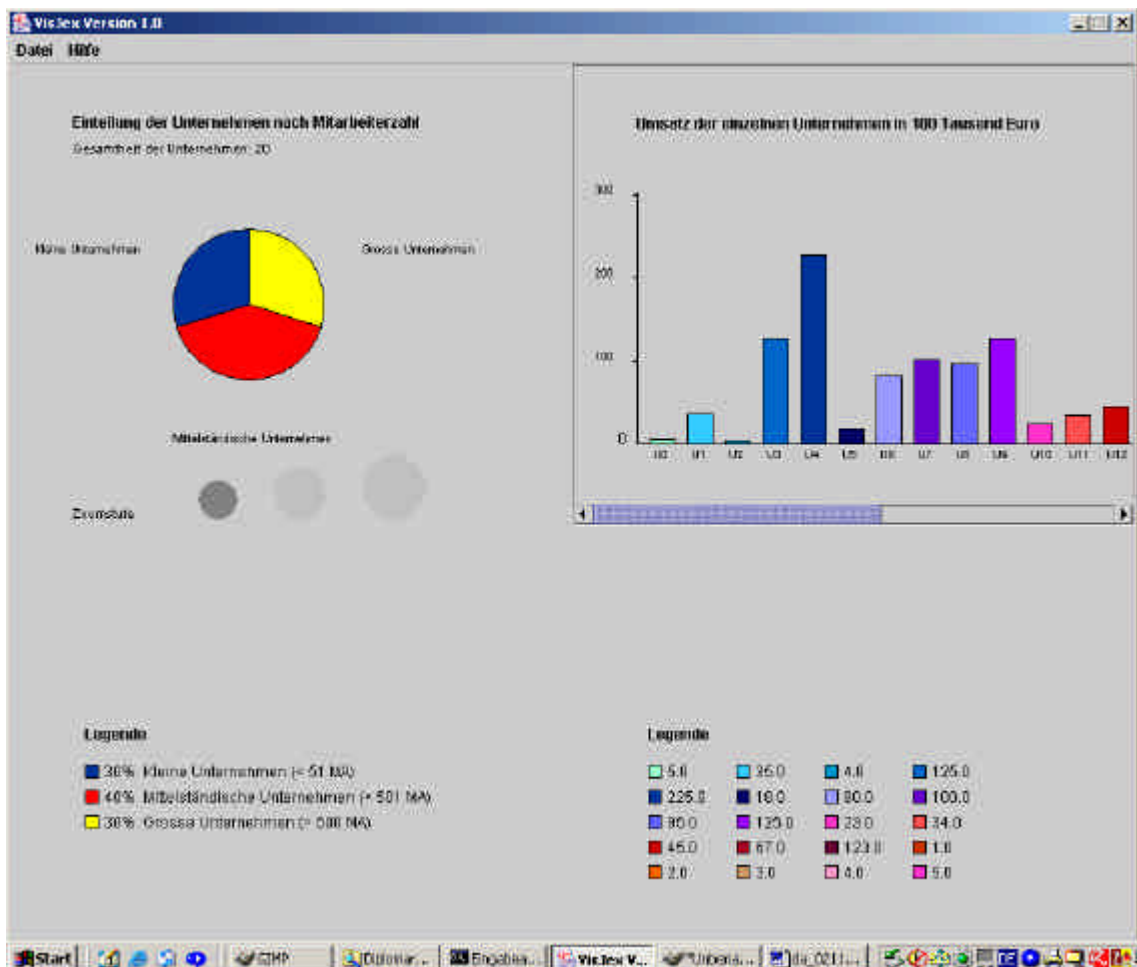 VisJex Version 1.0
Datei Hilfe
Einteilung der Unternehmen nach Mitarbeiterzahl
Gesamtheit der Unternehmen: 20
Kleine Unternehmen
Grosse Unternehmen
Mittelständische Unternehmen
Zoomstufe
Umsatz der einzelnen Unternehmen in 100 Tausend Euro
300
200
100
0
U0 U1 U2 U3 U4 U5 U6 U7 U8 U9 U10 U11 U12
Legende
30% Kleine Unternehmen (< 51 MA)
40% Mittelständische Unternehmen (< 501 MA)
30% Grosse Unternehmen (> 500 MA)
Legende
5.0 35.0 4.0 125.0
225.0 18.0 80.0 100.0
95.0 125.0 23.0 34.0
45.0 67.0 123.0 1.0
2.0 3.0 4.0 5.0
Start GIMP Diplomar... Eingabea... VisJex V...